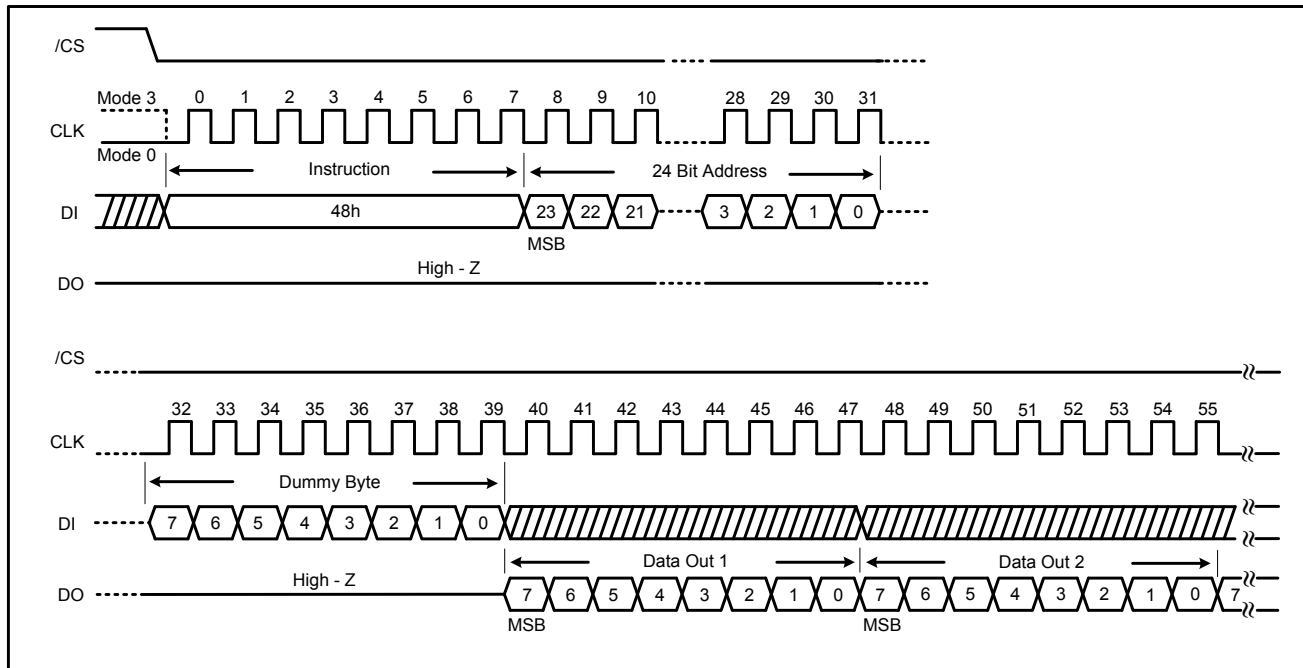 /CS
Mode 3 0 1 2 3 4 5 6 7 8 9 10 28 29 30 31
CLK
Mode 0
Instruction 24 Bit Address
DI 48h 23 22 21 3 2 1 0
MSB
High - Z
DO
/CS
32 33 34 35 36 37 38 39 40 41 42 43 44 45 46 47 48 49 50 51 52 53 54 55
CLK
Dummy Byte
DI 7 6 5 4 3 2 1 0
Data Out 1 Data Out 2
High - Z
DO 7 6 5 4 3 2 1 0 7 6 5 4 3 2 1 0 7
MSB MSB